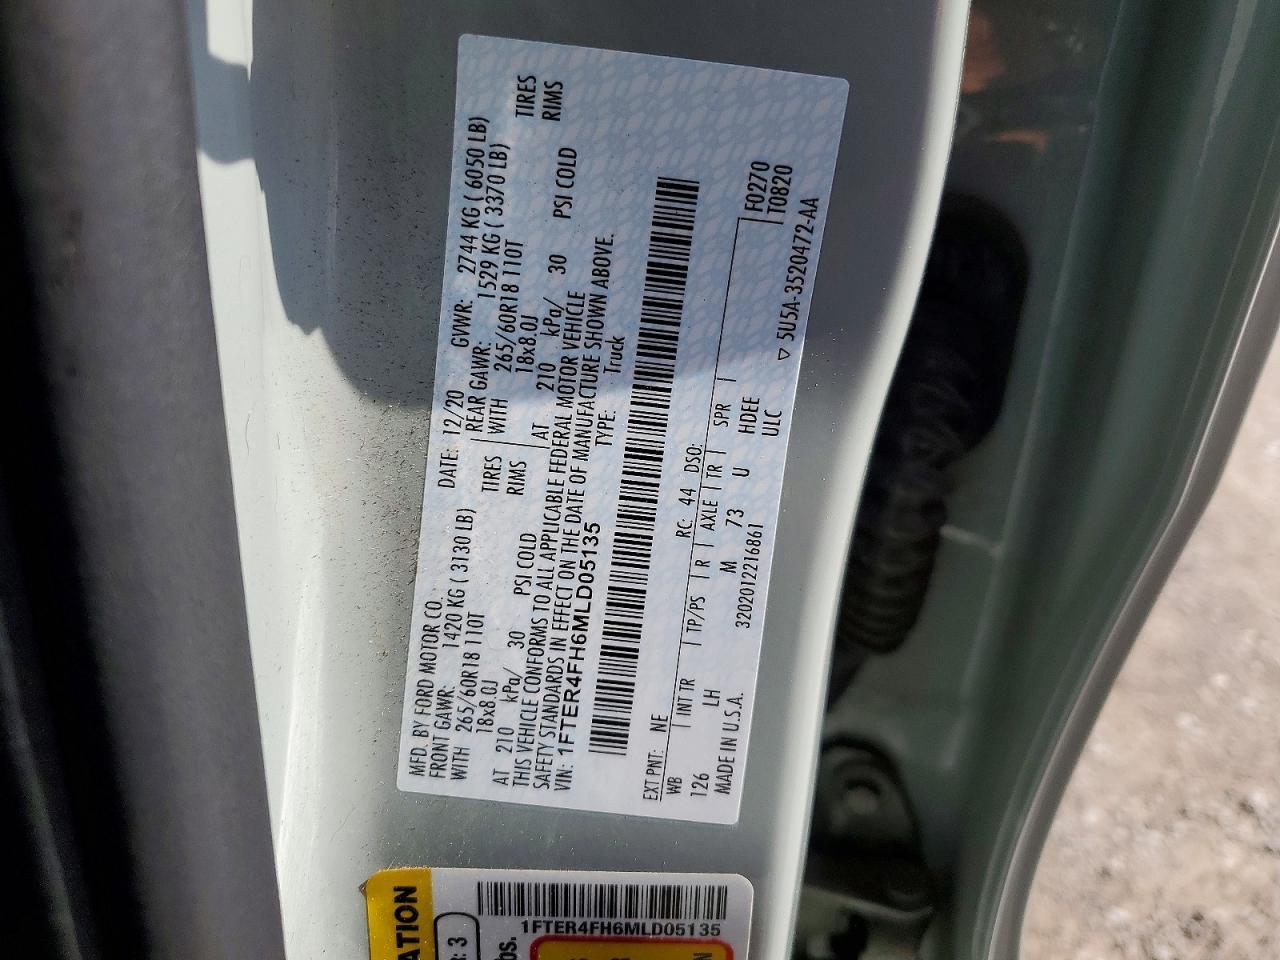 MFD. BY FORD MOTOR CO.
DATE: 12/20 GVWR: 2744 KG ( 6050 LB)
FRONT GAWR: 1420 KG ( 3130 LB) REAR GAWR: 1529 KG ( 3370 LB)
WITH 265/60R18 110T TIRES WITH 265/60R18 110T TIRES
18x8.0J RIMS 18x8.0J RIMS
AT 210 kPa/ 30 PSI COLD AT 210 kPa/ 30 PSI COLD
THIS VEHICLE CONFORMS TO ALL APPLICABLE FEDERAL MOTOR VEHICLE
SAFETY STANDARDS IN EFFECT ON THE DATE OF MANUFACTURE SHOWN ABOVE.
VIN: 1FTER4FH6MLD05135 TYPE: Truck
EXT PNT: NE RC 44 DSO: F0270
WB INT TR TP/PS R AXLE TR SPR T0820
126 LH M 73 U HDEE
MADE IN U.S.A. 3202012216861 ULC
▽ 5U5A-3520472-AA
ATION
: 3
bs.
1FTER4FH6MLD05135